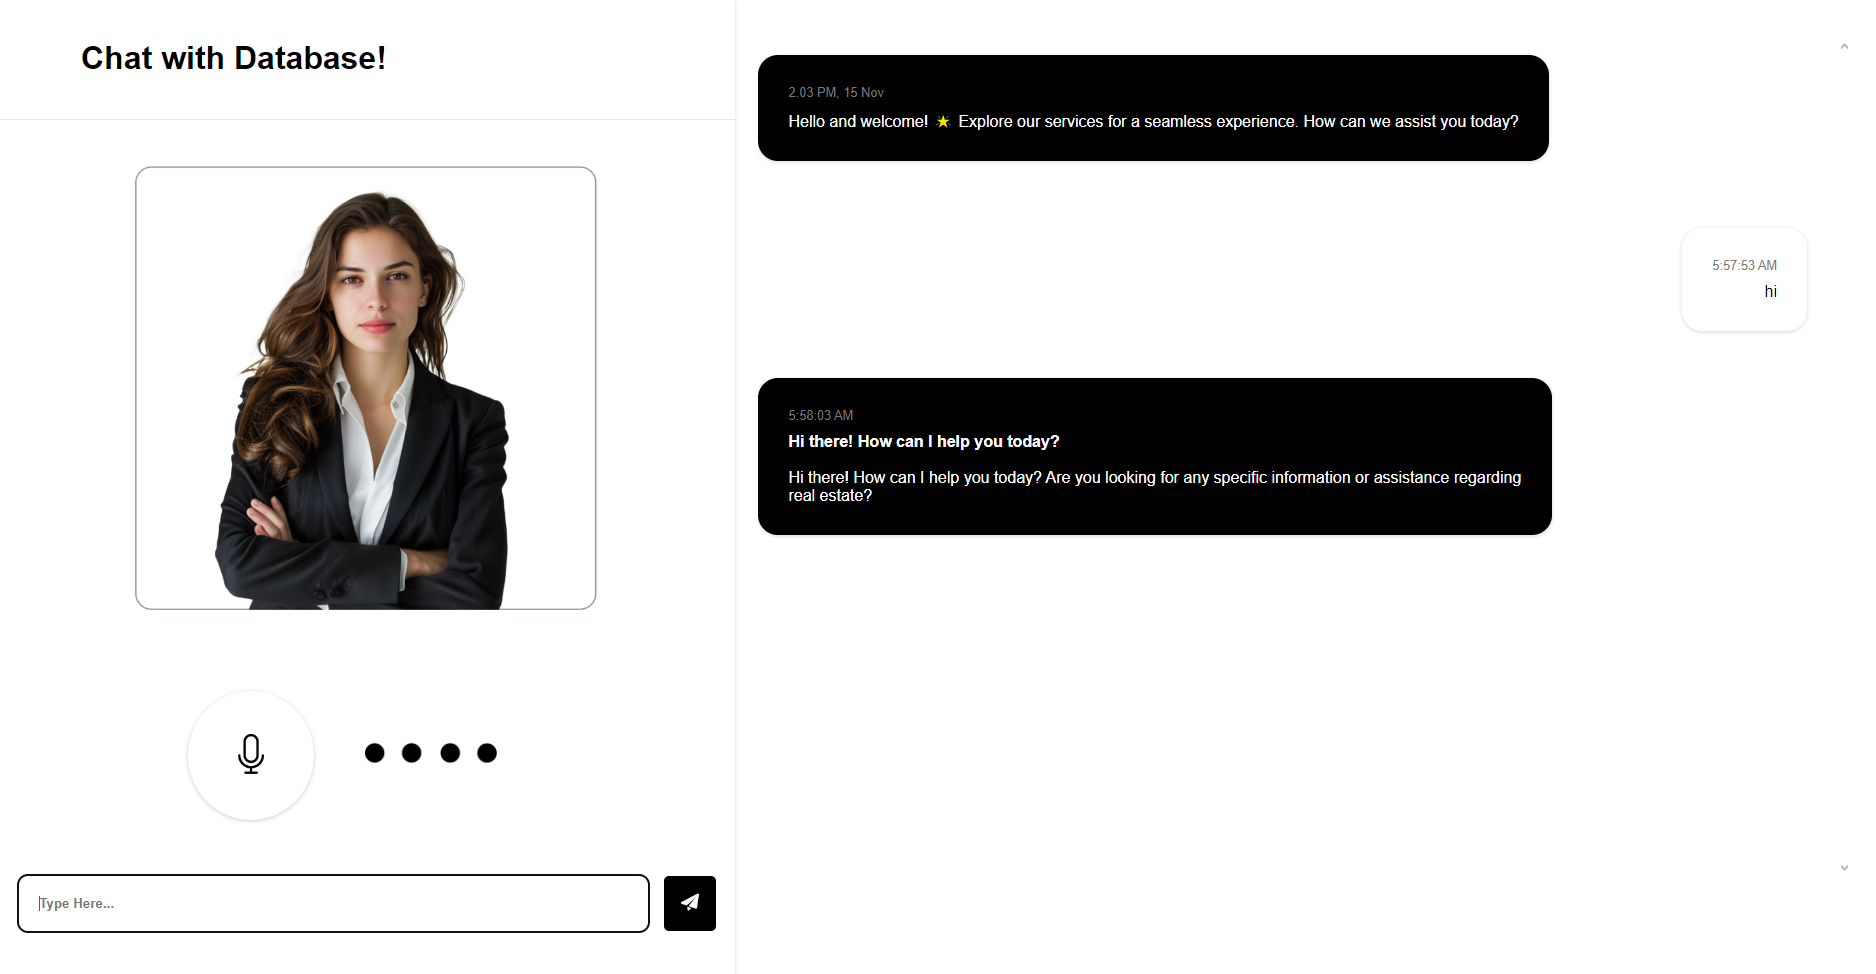 Chat with Database!
Type Here...
2.03 PM, 15 Nov
Hello and welcome! 🌟 Explore our services for a seamless experience. How can we assist you today?
5:57:53 AM
hi
5:58:03 AM
Hi there! How can I help you today?
Hi there! How can I help you today? Are you looking for any specific information or assistance regarding
real estate?